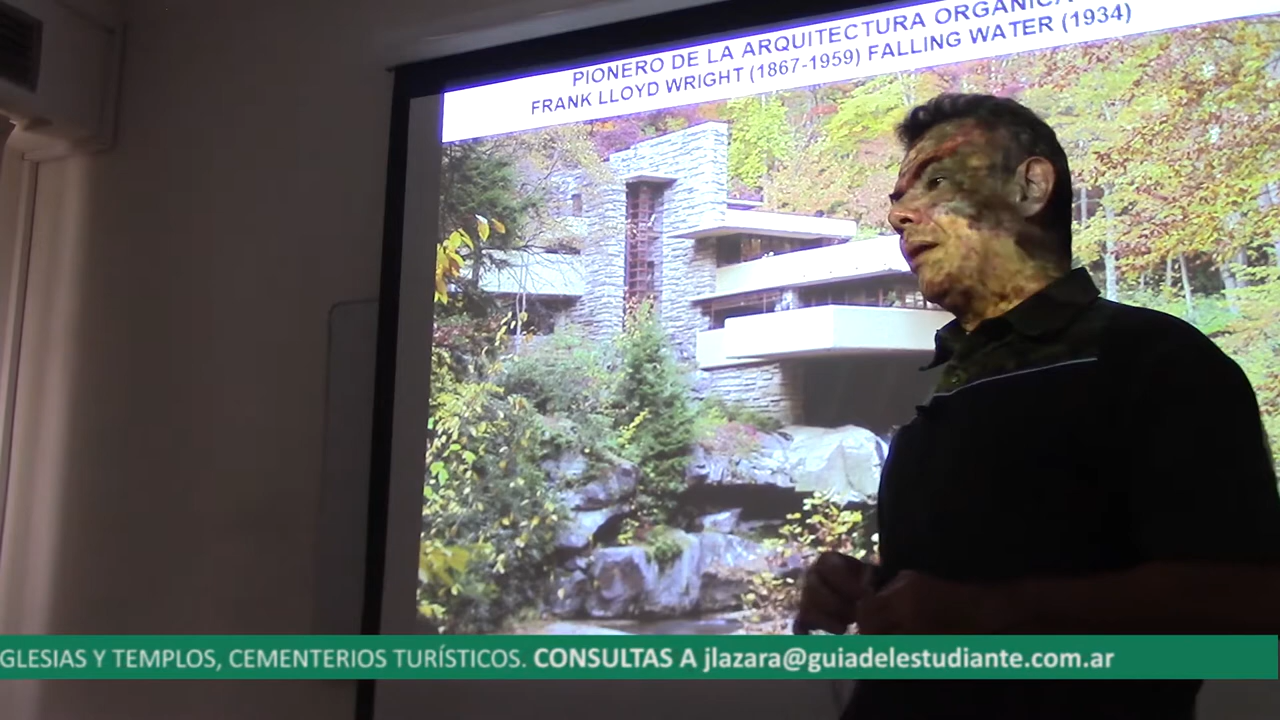 PIONERO DE LA ARQUITECTURA ORGÁNICA
FRANK LLOYD WRIGHT (1867-1959) FALLING WATER (1934)
GLESIAS Y TEMPLOS, CEMENTERIOS TURÍSTICOS. CONSULTAS A jlazara@guiadelestudiante.com.ar